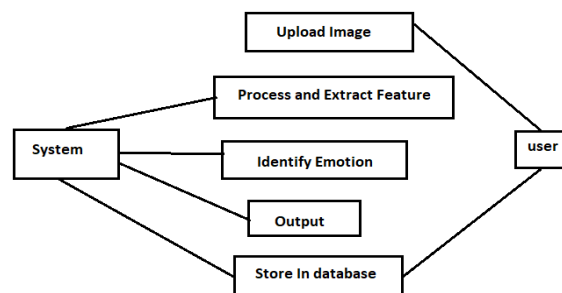 Upload Image
Process and Extract Feature
System
Identify Emotion
user
Output
Store In database